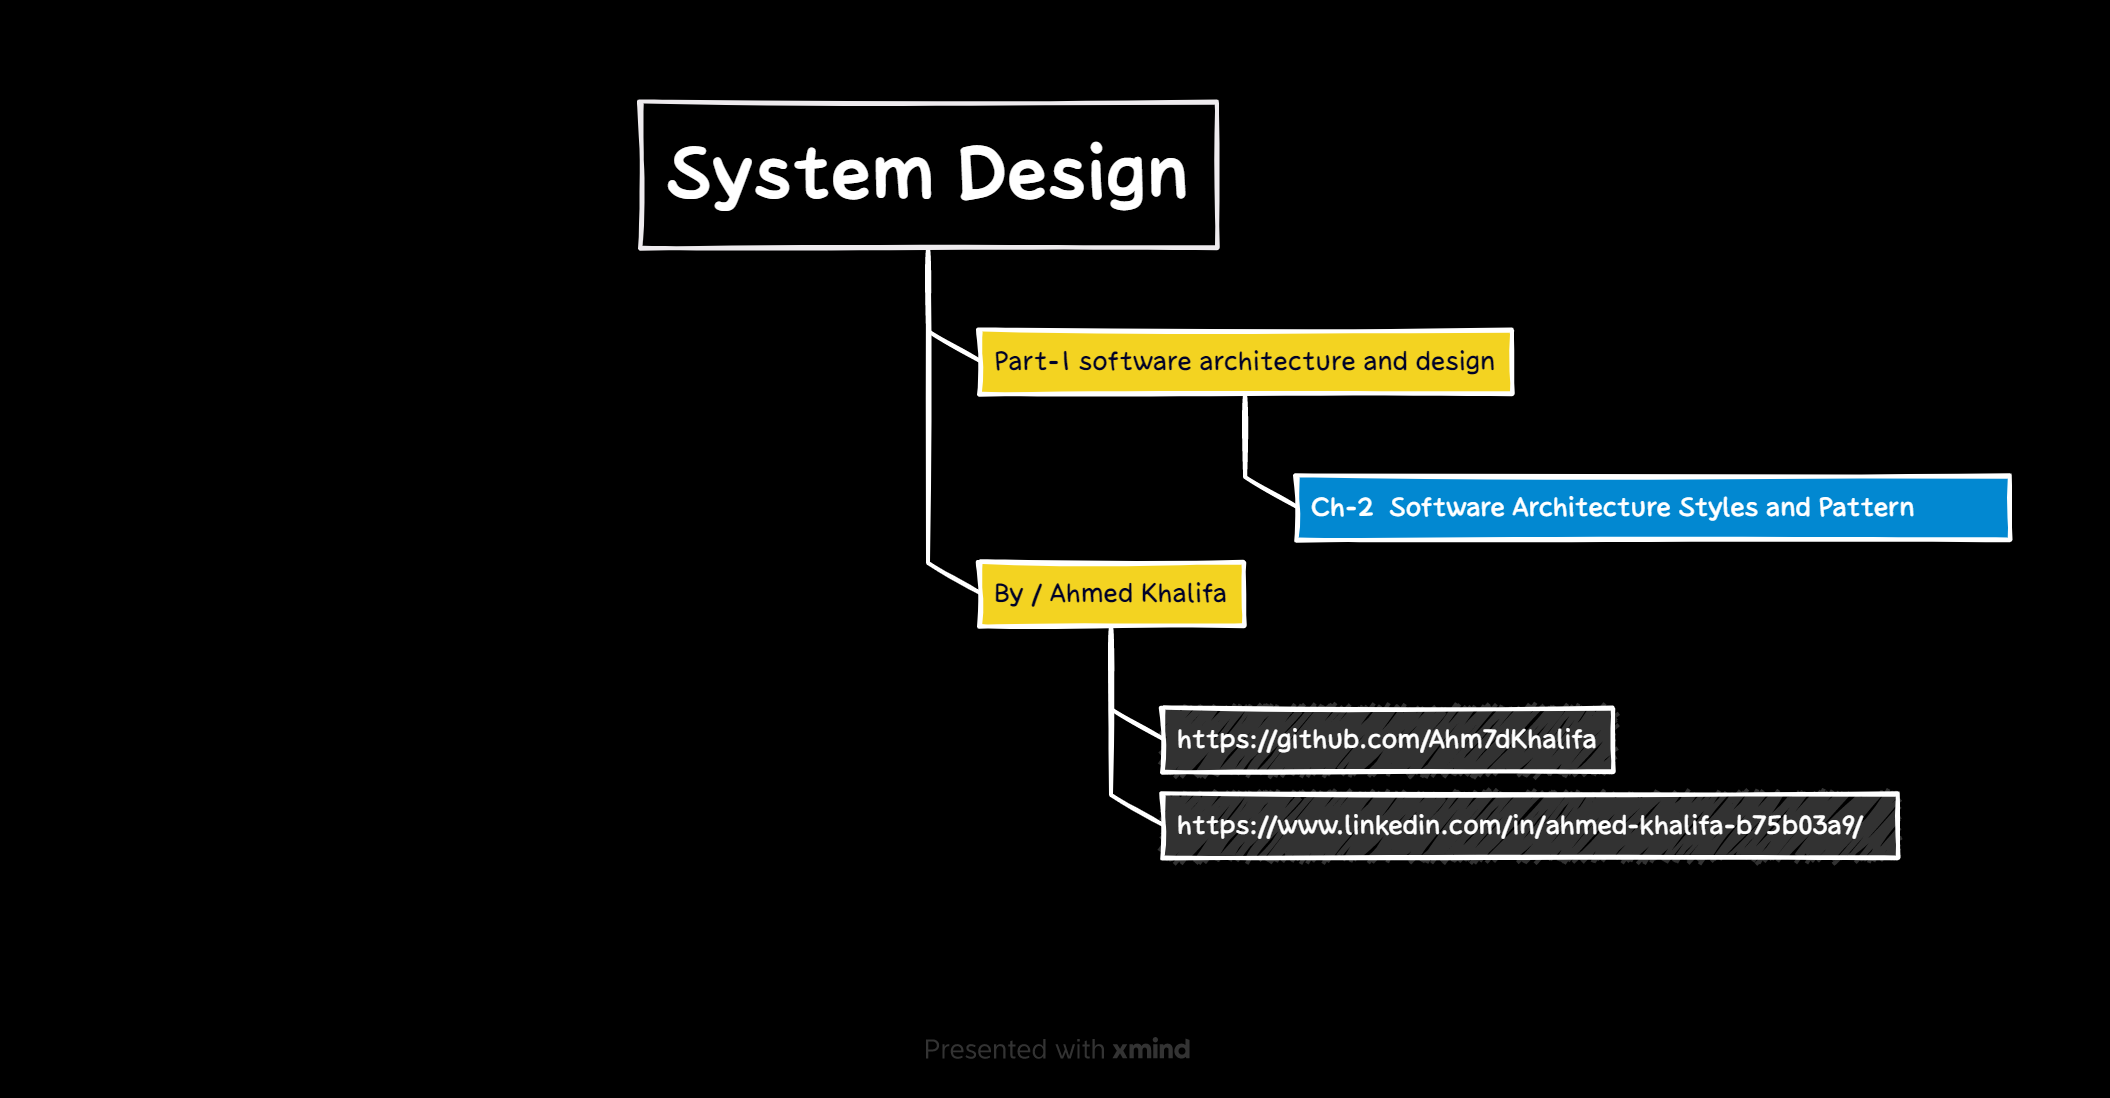 System Design
Part-1 software architecture and design
Ch-2  Software Architecture Styles and Pattern
By / Ahmed Khalifa
https://github.com/Ahm7dKhalifa
https://www.linkedin.com/in/ahmed-khalifa-b75b03a9/
Presented with xmind